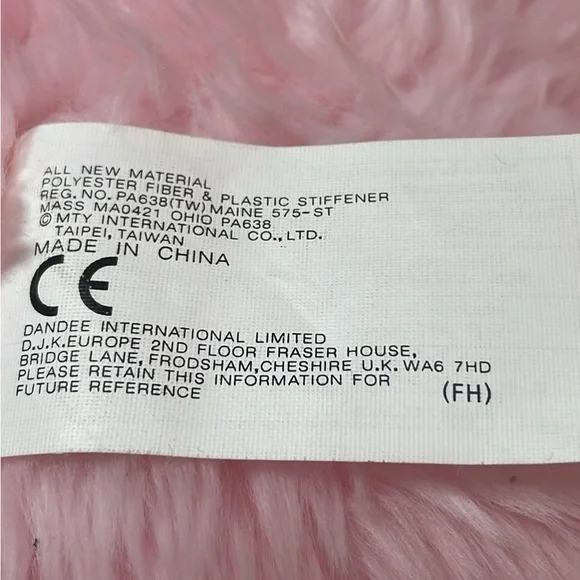 ALL NEW MATERIAL
POLYESTER FIBER & PLASTIC STIFFENER
REG. NO. PA638(TW) MAINE 575-ST
MASS MA0421 OHIO PA638
© MTY INTERNATIONAL CO., LTD.
TAIPEI, TAIWAN
MADE IN CHINA
CE
DANDEE INTERNATIONAL LIMITED
D.J.K.EUROPE 2ND FLOOR FRASER HOUSE,
BRIDGE LANE, FRODSHAM,CHESHIRE U.K. WA6 7HD
PLEASE RETAIN THIS INFORMATION FOR
FUTURE REFERENCE (FH)